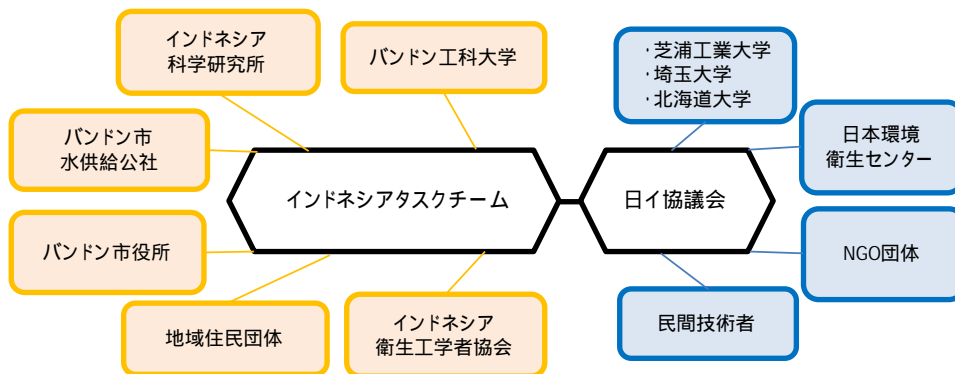 インドネシア
科学研究所
バンドン工科大学
・芝浦工業大学
・埼玉大学
・北海道大学
バンドン市
水供給公社
日本環境
衛生センター
インドネシアタスクチーム
日イ協議会
バンドン市役所
NGO団体
地域住民団体
インドネシア
衛生工学者協会
民間技術者